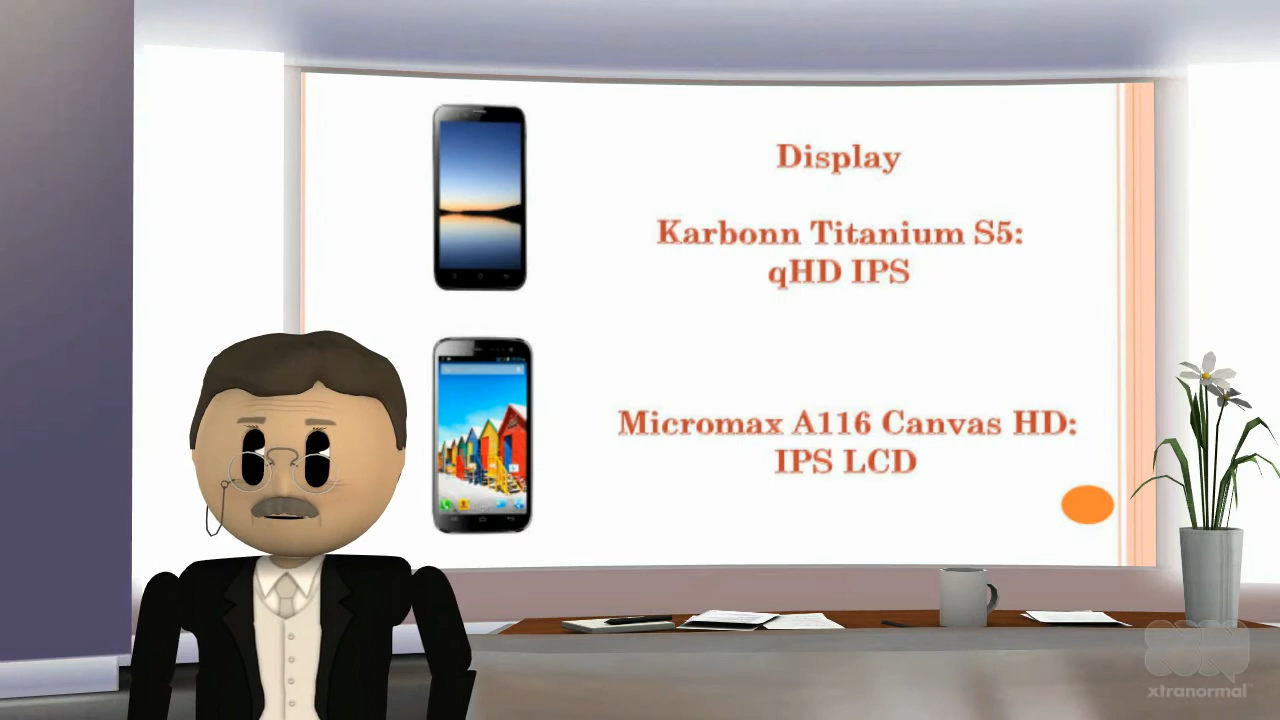 Display
Karbonn Titanium S5:
qHD IPS
Micromax A116 Canvas HD:
IPS LCD
xtranormal